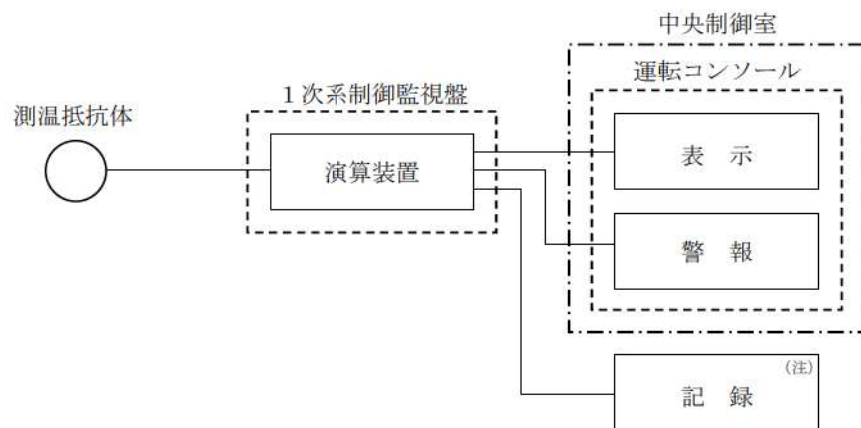 中央制御室
運転コンソール
1次系制御監視盤
測温抵抗体
演算装置
表 示
警 報
(注)
記 録